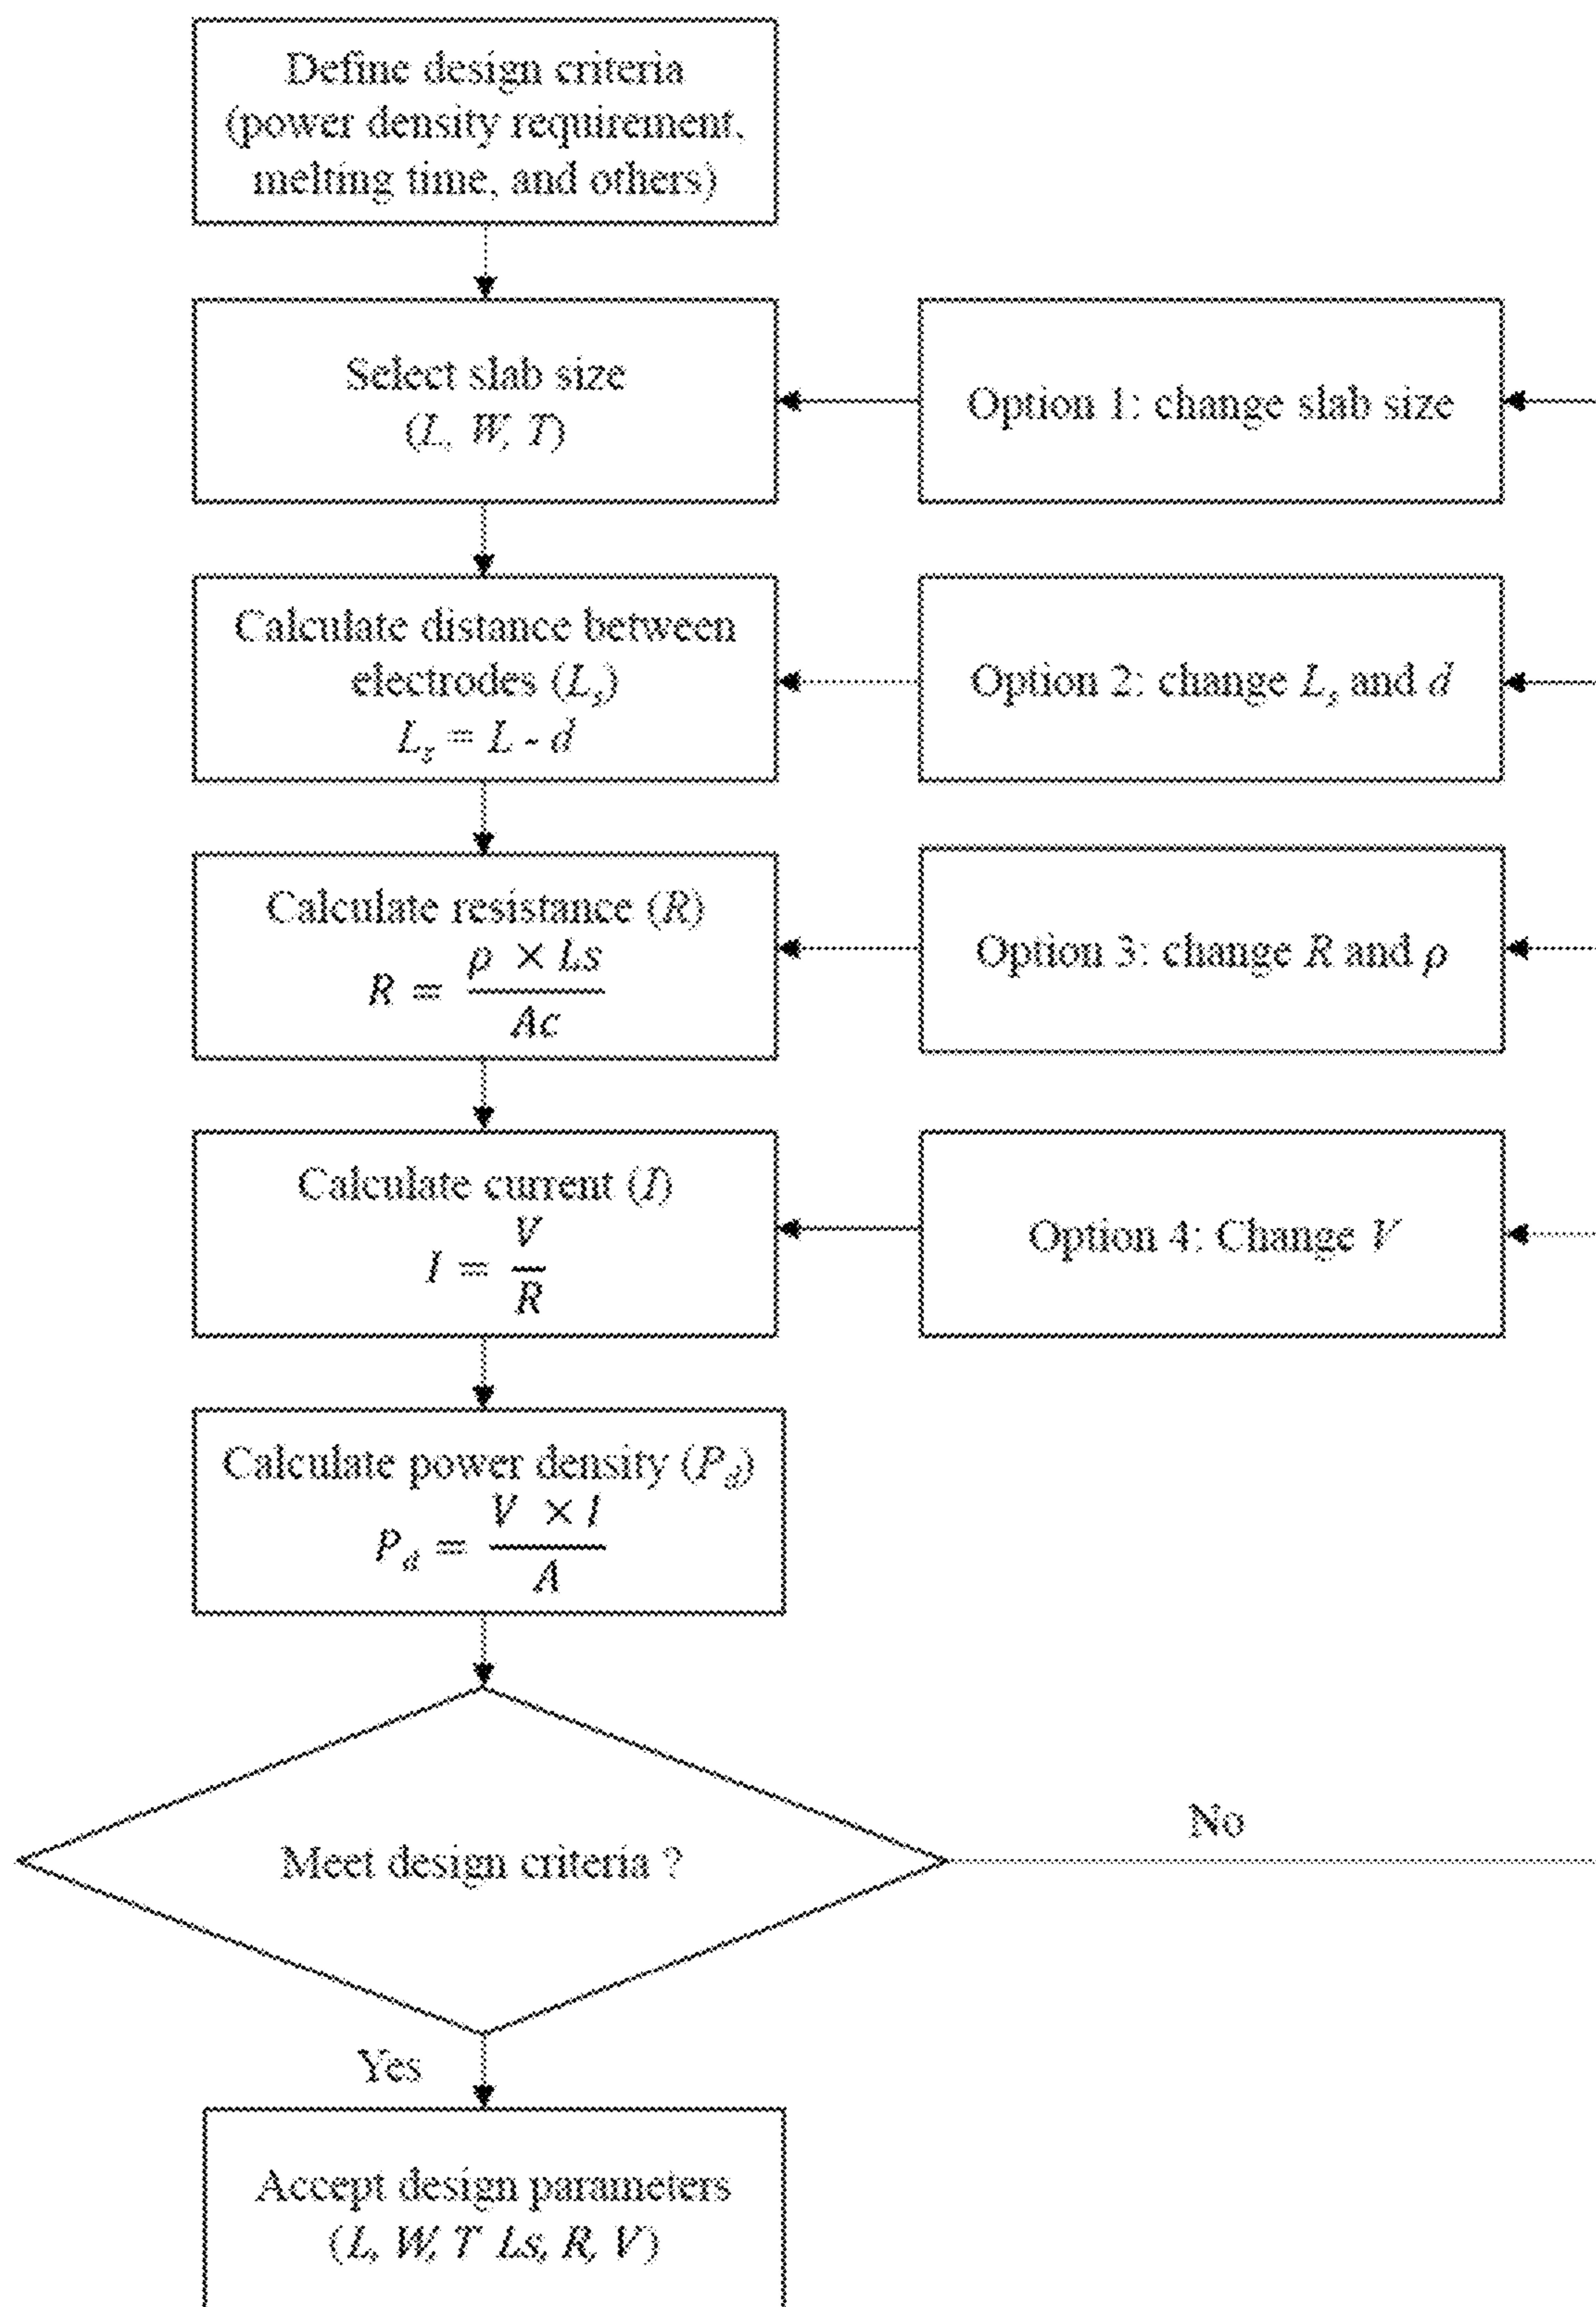 Define design criteria
(power density requirement,
melting time, and others)
Select slab size
(L, W, T)
Option 1: change slab size
Calculate distance between
electrodes (Ls)
Ls = L - d
Option 2: change Ls and d
Calculate resistance (R)
R = ρ × Ls / Ac
Option 3: change R and ρ
Calculate current (I)
I = V / R
Option 4: Change V
Calculate power density (Pd)
Pd = V × I / A
Meet design criteria ?
No
Yes
Accept design parameters
(L, W, T Ls, R, V)